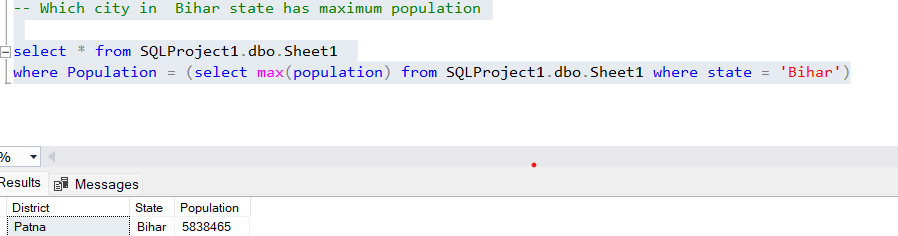 -- Which city in  Bihar state has maximum population
select * from SQLProject1.dbo.Sheet1
where Population = (select max(population) from SQLProject1.dbo.Sheet1 where state = 'Bihar')
%
Results Messages
District State Population
Patna Bihar 5838465